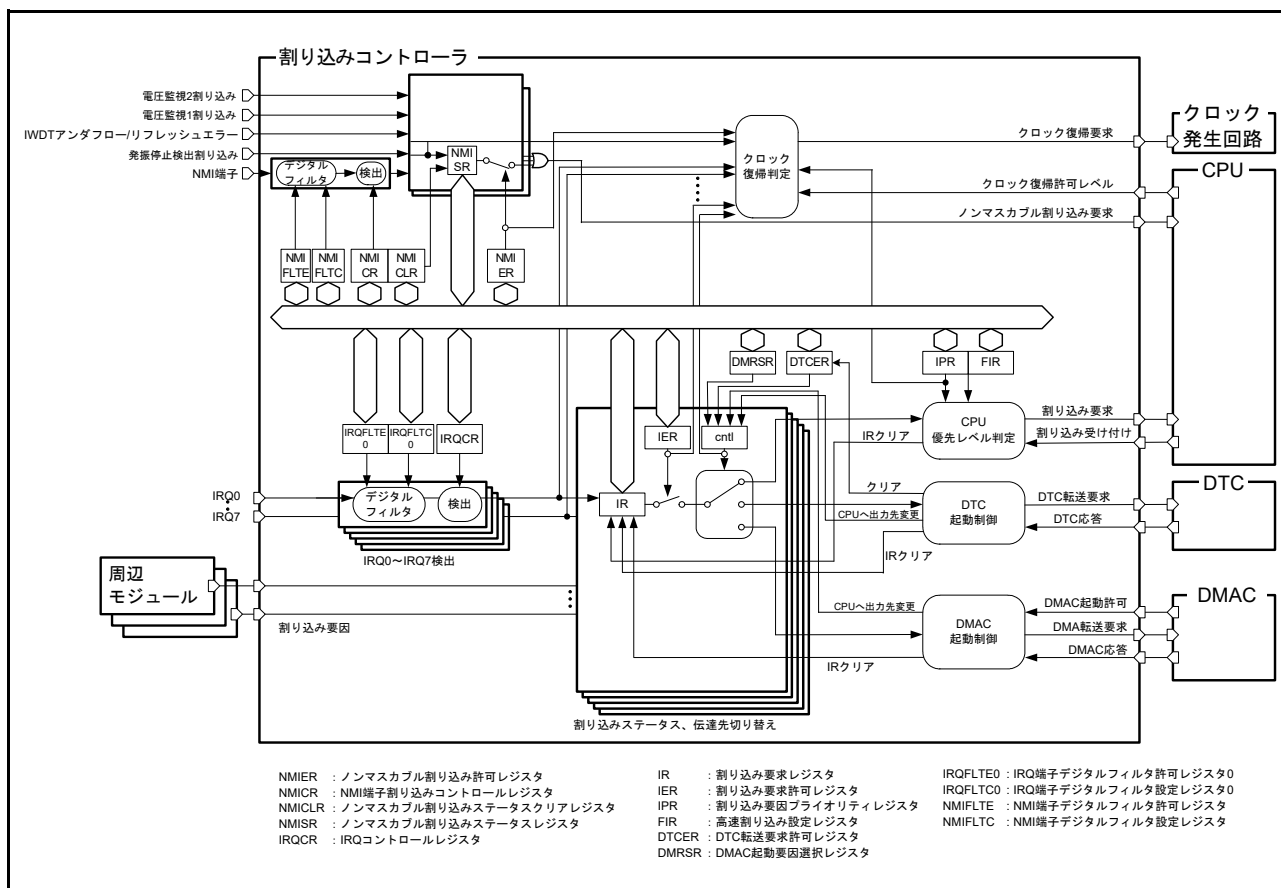 割り込みコントローラ
電圧監視2割り込み
電圧監視1割り込み
IWDTアンダフロー/リフレッシュエラー
発振停止検出割り込み
NMI端子
デジタル
フィルタ
検出
NMI
SR
クロック
復帰判定
クロック復帰要求
クロック復帰許可レベル
ノンマスカブル割り込み要求
クロック
発生回路
CPU
NMI
FLTE
NMI
FLTC
NMI
CR
NMI
CLR
NMI
ER
DMRSR
DTCER
IPR
FIR
IRQFLTE
0
IRQFLTC
0
IRQCR
IER
cntl
CPU
優先レベル判定
割り込み要求
割り込み受け付け
IRクリア
IRQ0
IRQ7
デジタル
フィルタ
検出
IRQ0~IRQ7検出
IR
クリア
CPUへ出力先変更
IRクリア
DTC
起動制御
DTC転送要求
DTC応答
DTC
周辺
モジュール
割り込み要因
CPUへ出力先変更
IRクリア
DMAC
起動制御
DMAC起動許可
DMA転送要求
DMAC応答
DMAC
割り込みステータス、伝達先切り替え
NMIER : ノンマスカブル割り込み許可レジスタ
NMICR : NMI端子割り込みコントロールレジスタ
NMICLR : ノンマスカブル割り込みステータスクリアレジスタ
NMISR : ノンマスカブル割り込みステータスレジスタ
IRQCR : IRQコントロールレジスタ
IR : 割り込み要求レジスタ
IER : 割り込み要求許可レジスタ
IPR : 割り込み要因プライオリティレジスタ
FIR : 高速割り込み設定レジスタ
DTCER : DTC転送要求許可レジスタ
DMRSR : DMAC起動要因選択レジスタ
IRQFLTE0 : IRQ端子デジタルフィルタ許可レジスタ0
IRQFLTC0 : IRQ端子デジタルフィルタ設定レジスタ0
NMIFLTE : NMI端子デジタルフィルタ許可レジスタ
NMIFLTC : NMI端子デジタルフィルタ設定レジスタ